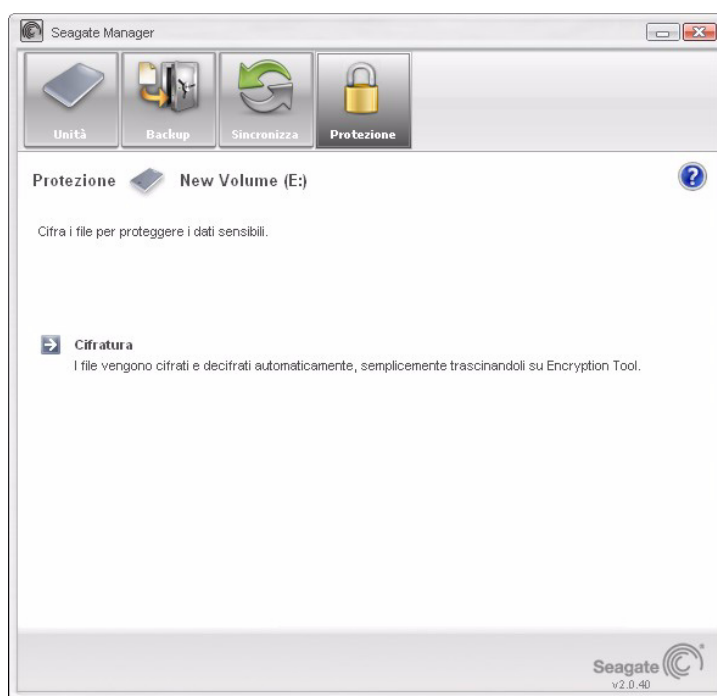 Seagate Manager
Unità
Backup
Sincronizza
Protezione
Protezione New Volume (E:)
?
Cifra i file per proteggere i dati sensibili.
Cifratura
I file vengono cifrati e decifrati automaticamente, semplicemente trascinandoli su Encryption Tool.
Seagate
v2.0.40